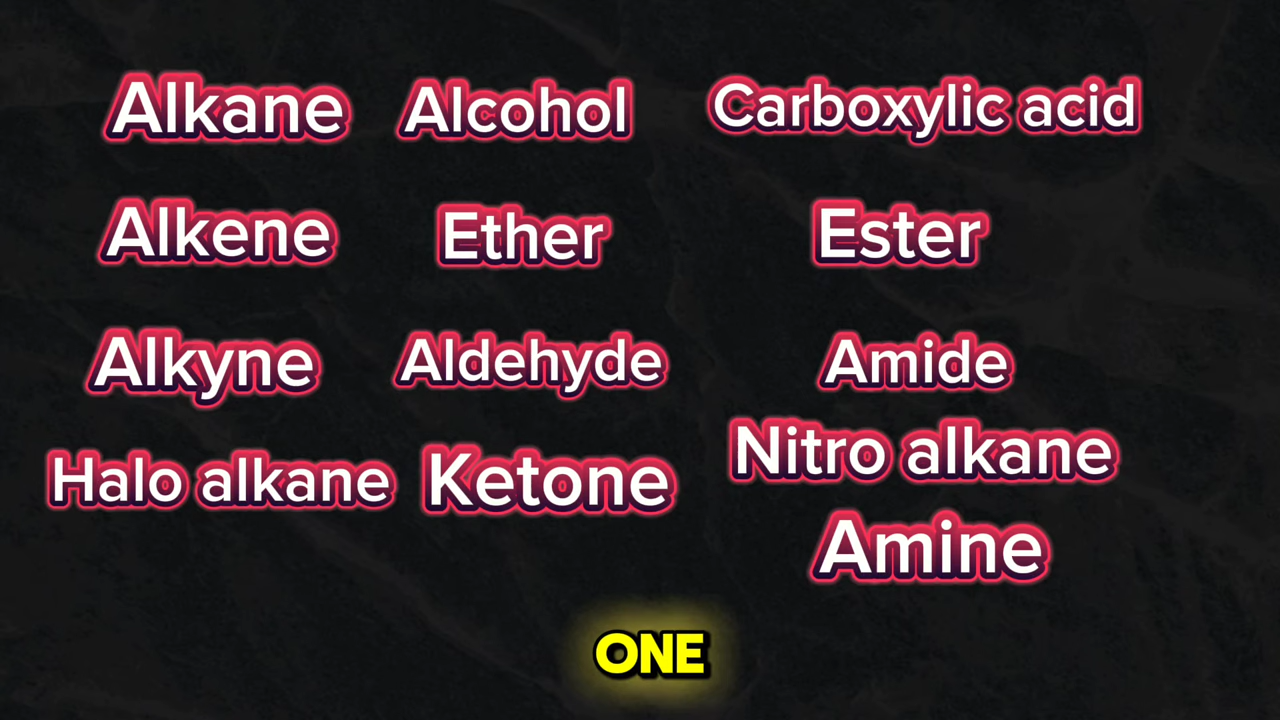 Alkane
Alkene
Alkyne
Halo alkane
Alcohol
Ether
Aldehyde
Ketone
Carboxylic acid
Ester
Amide
Nitro alkane
Amine
ONE